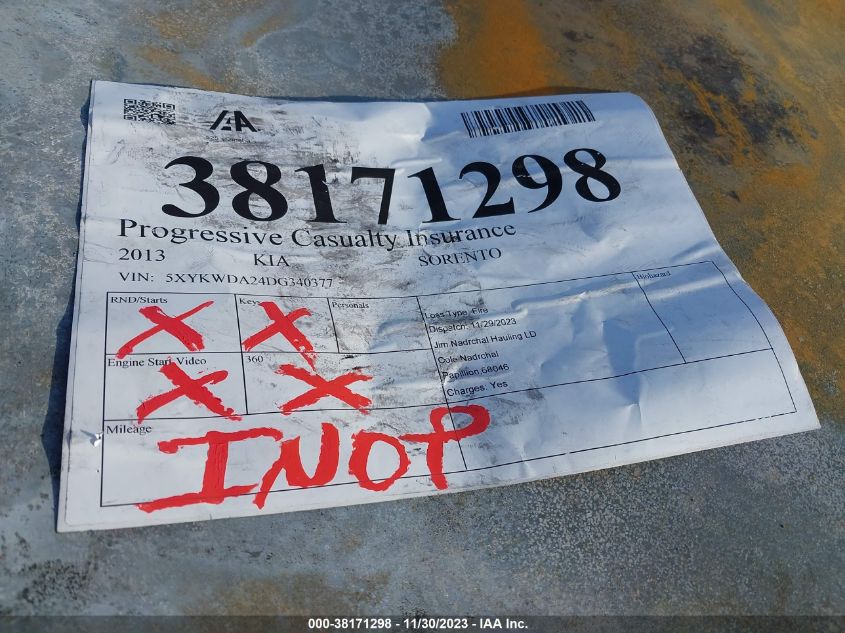 IAA
38171298
Progressive Casualty Insurance
2013 KIA SORENTO
VIN: 5XYKWDA24DG340377
RND/Starts Keys Personals Biohazard
X X
Loss Type: Fire
Dispatch: 11/29/2023
Jim Nadrchal Hauling LD
Cole Nadrchal
Papillion 68046
Charges: Yes
Engine Start Video 360
X X
Mileage
INOP
000-38171298 - 11/30/2023 - IAA Inc.